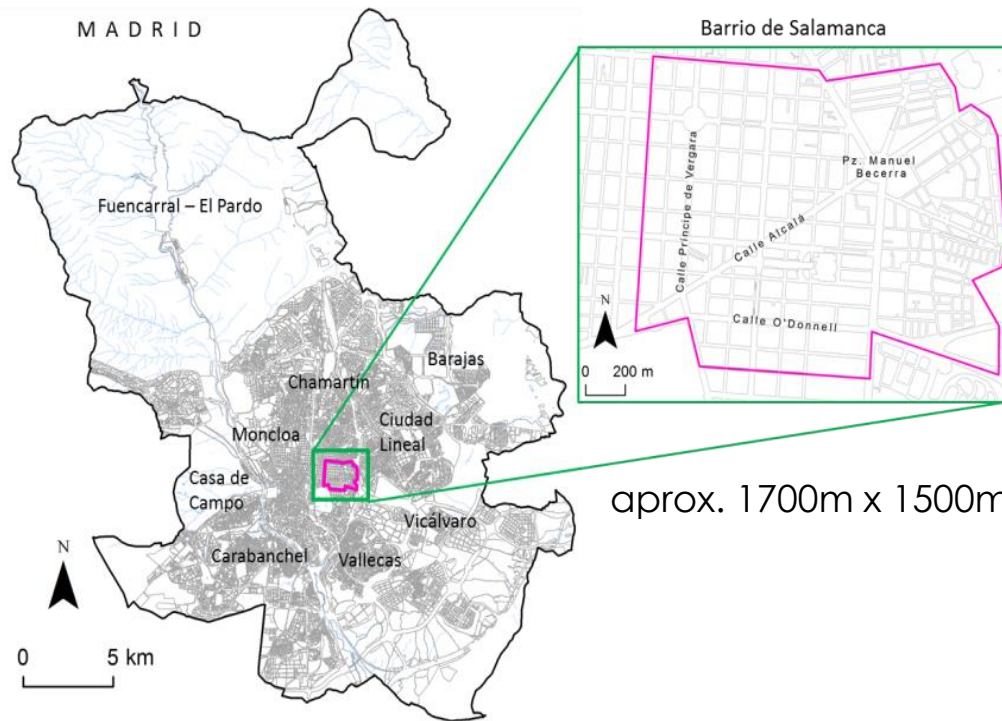 MADRID
Barrio de Salamanca
Fuencarral – El Pardo
Calle Príncipe de Vergara
Pz. Manuel
Becerra
Calle Alcalá
Calle O'Donnell
N
0 200 m
Barajas
Chamartín
Ciudad
Lineal
Moncloa
Casa de
Campo
aprox. 1700m x 1500m
Vicálvaro
Carabanchel
Vallecas
N
0 5 km